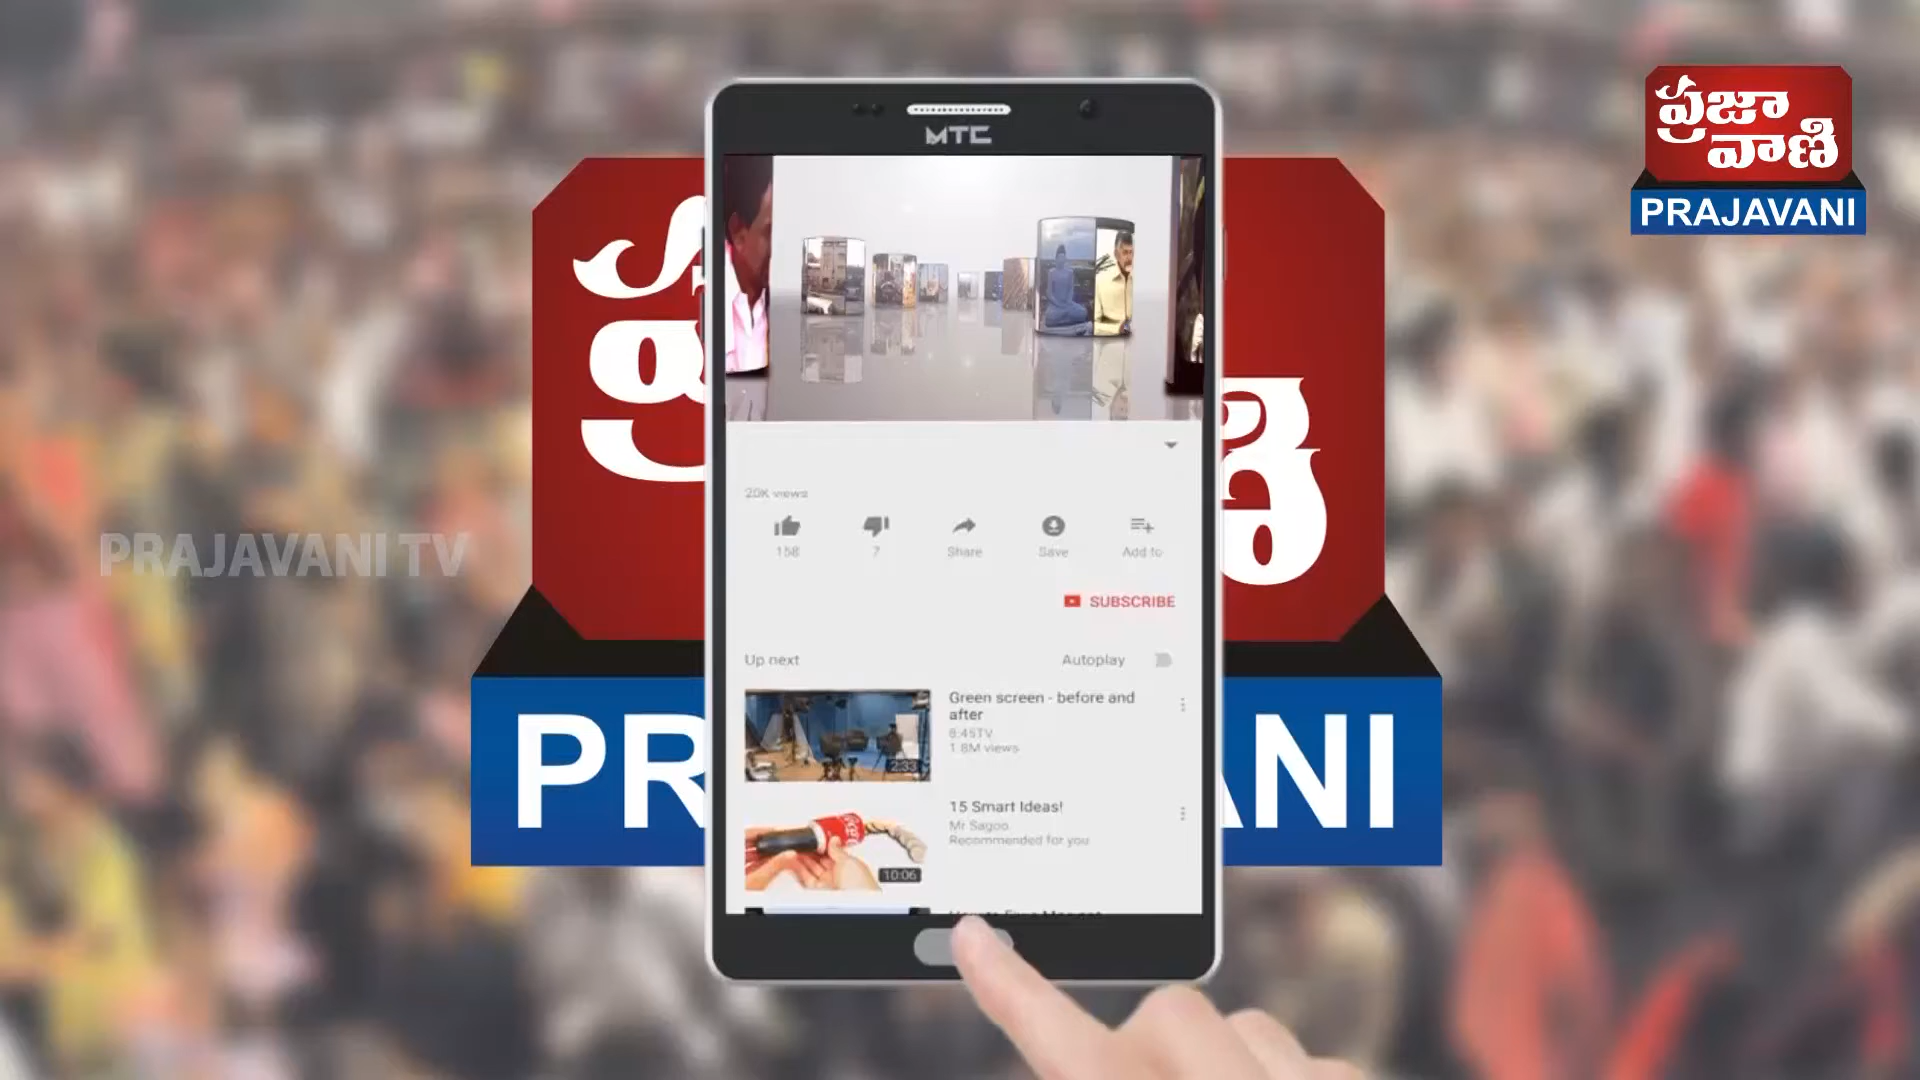 ప్రజా
వాణి
PRAJAVANI
MTC
20K views
158
7
Share
Save
Add to
SUBSCRIBE
PRAJAVANI TV
Up next
Autoplay
Green screen - before and
after
8:45TV
1.8M views
2:33
PR
ANI
15 Smart Ideas!
Mr Sagoo
Recommended for you
10:06